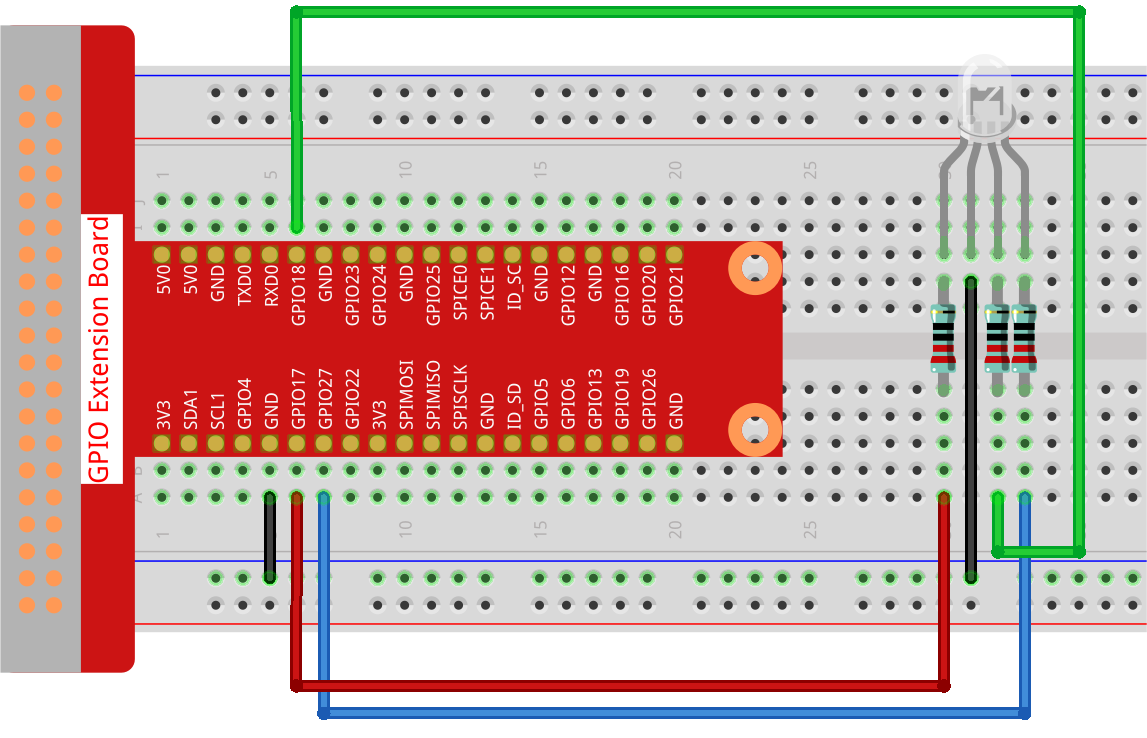 GPIO Extension Board
1 5 10 15 20 25
J
I
5V0 5V0 GND TXD0 RXD0 GPIO18 GND GPIO23 GPIO24 GND GPIO25 SPICE0 SPICE1 ID_SC GND GPIO12 GND GPIO16 GPIO20 GPIO21
3V3 SDA1 SCL1 GPIO4 GND GPIO17 GPIO27 GPIO22 3V3 SPIMOSI SPIMISO SPISCLK GND ID_SD GPIO5 GPIO6 GPIO13 GPIO19 GPIO26 GND
B
A
1 10 15 20 25